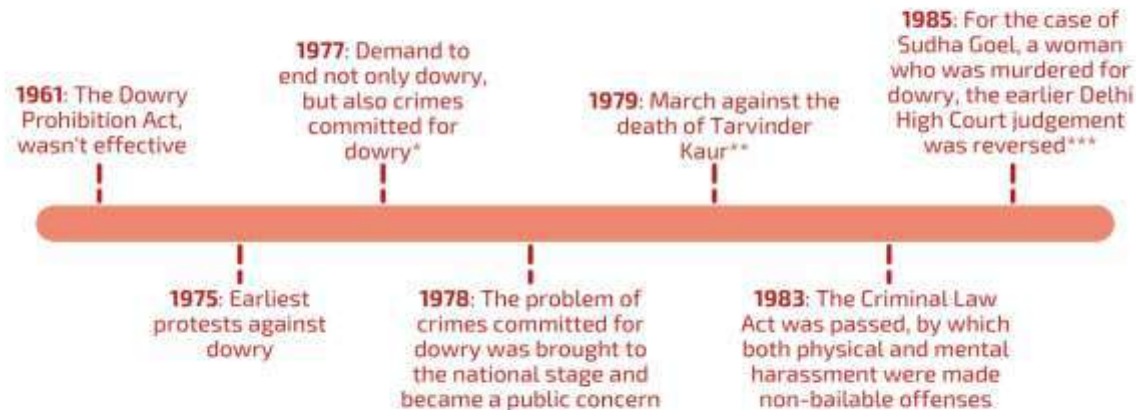 1961: The Dowry
Prohibition Act,
wasn't effective
1975: Earliest
protests against
dowry
1977: Demand to
end not only dowry,
but also crimes
committed for
dowry*
1978: The problem of
crimes committed for
dowry was brought to
the national stage and
became a public concern
1979: March against the
death of Tarvinder
Kaur**
1983: The Criminal Law
Act was passed, by which
both physical and mental
harassment were made
non-bailable offenses
1985: For the case of
Sudha Goel, a woman
who was murdered for
dowry, the earlier Delhi
High Court judgement
was reversed***